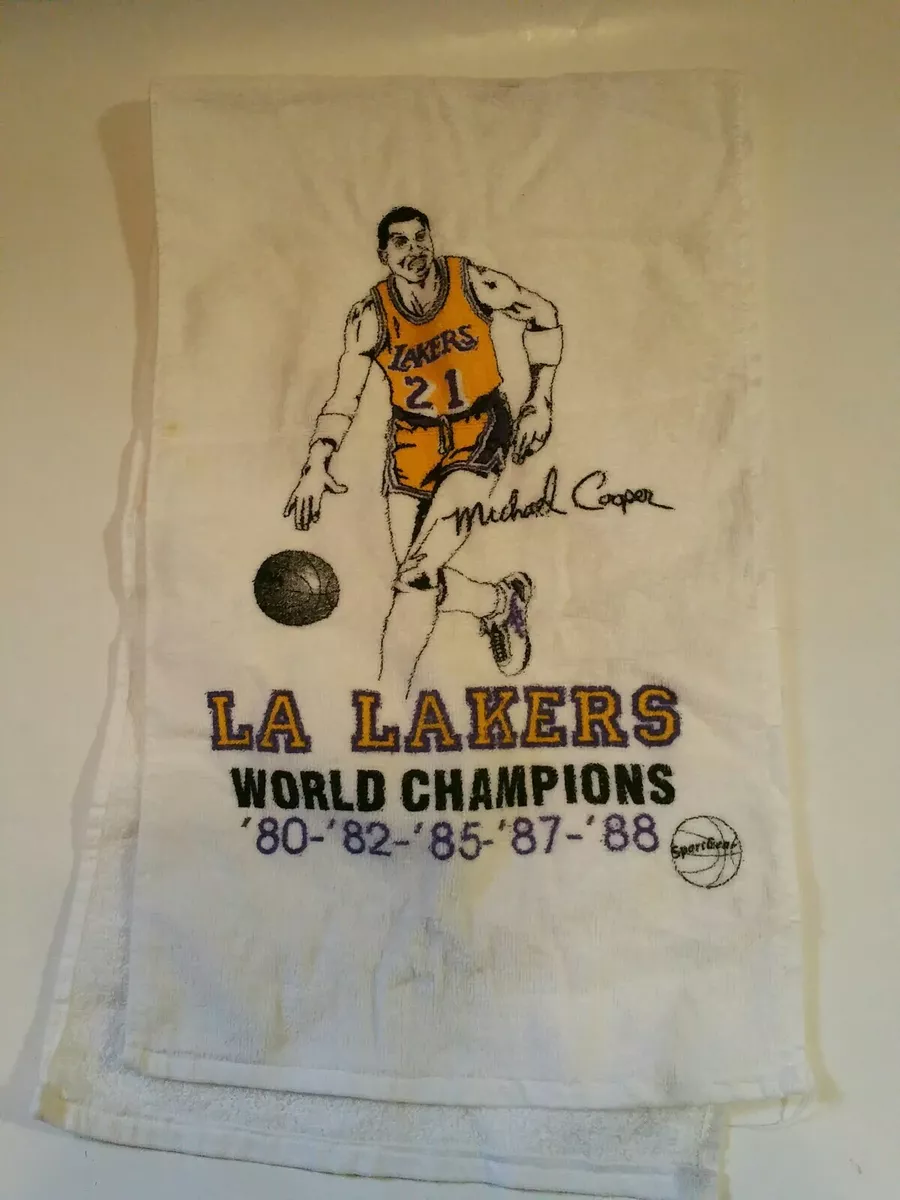 LAKERS
21
Michael Cooper
LA LAKERS
WORLD CHAMPIONS
'80-'82-'85-'87-'88
SportGear